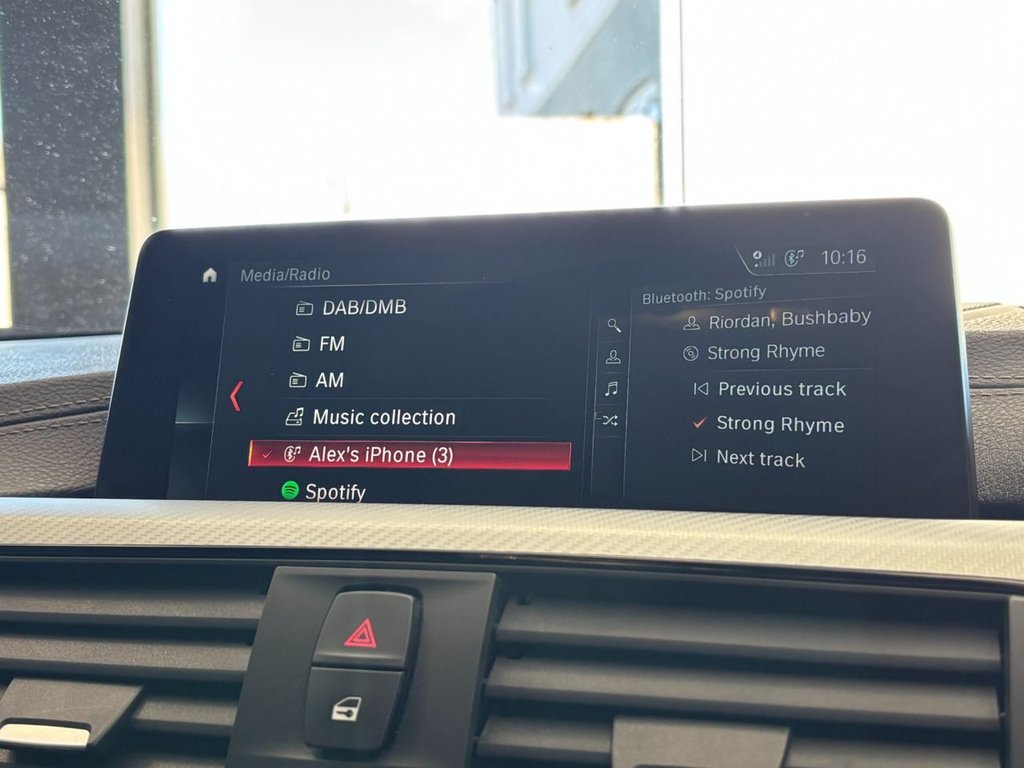 Media/Radio
10:16
DAB/DMB
FM
AM
Music collection
Alex's iPhone (3)
Spotify
Bluetooth: Spotify
Riordan, Bushbaby
Strong Rhyme
Previous track
Strong Rhyme
Next track